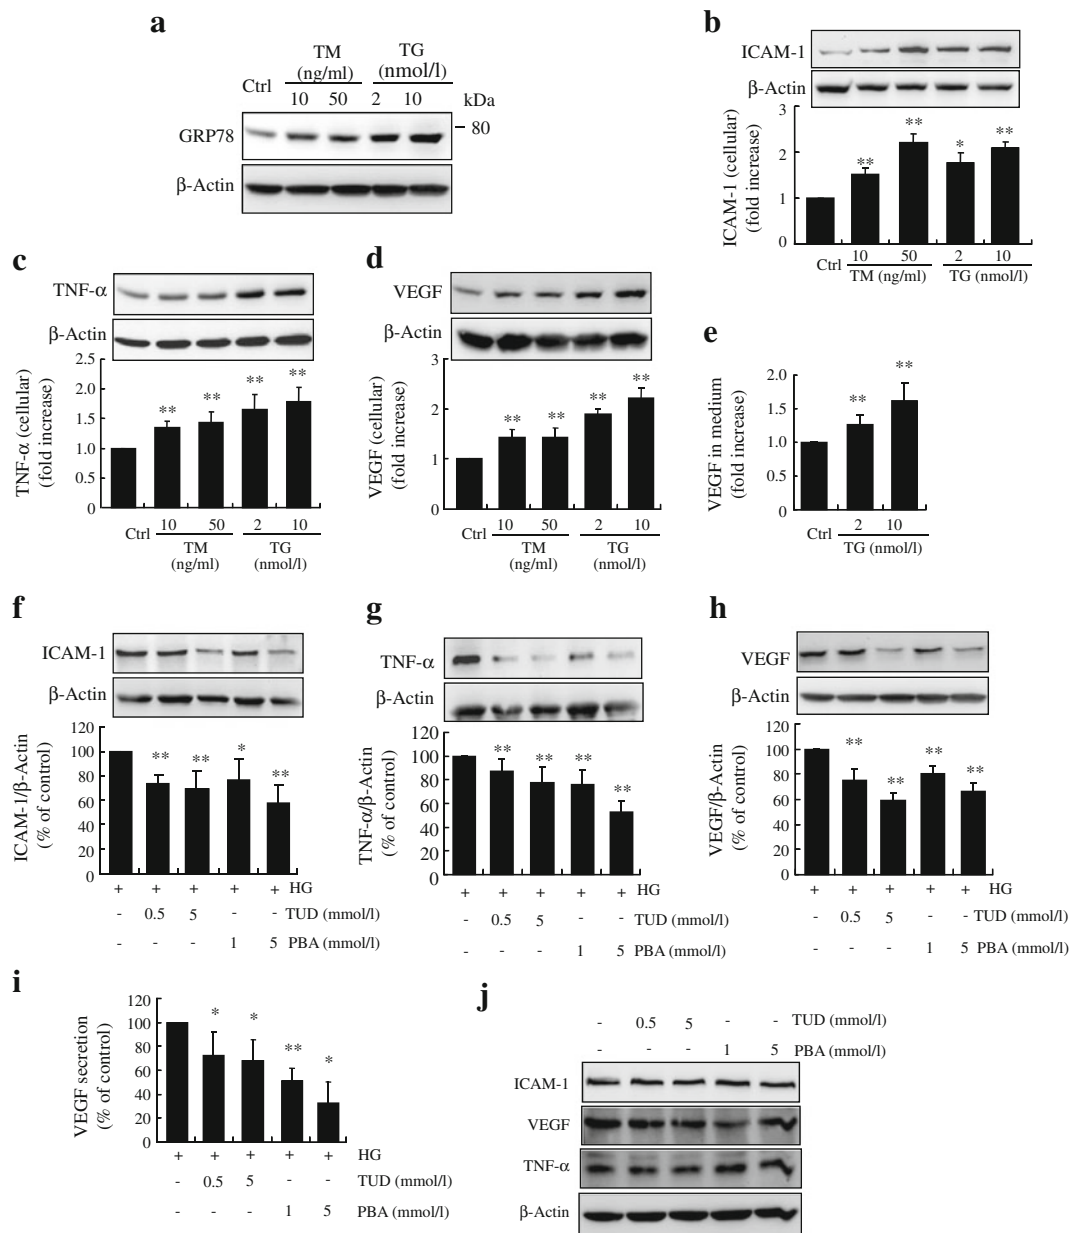 a
TM
(ng/ml)
TG
(nmol/l)
Ctrl
10 50 2 10 kDa
GRP78
80
β-Actin
b
ICAM-1
β-Actin
ICAM-1 (cellular)
(fold increase)
3
2
1
0
** ** * **
Ctrl 10 50 2 10
TM (ng/ml) TG (nmol/l)
c
TNF-α
β-Actin
TNF-α (cellular)
(fold increase)
2.5
2.0
1.5
1.0
0.5
0
** ** ** **
Ctrl 10 50 2 10
TM
(ng/ml)
TG
(nmol/l)
d
VEGF
β-Actin
VEGF (cellular)
(fold increase)
3
2
1
0
** ** ** **
Ctrl 10 50 2 10
TM
(ng/ml)
TG
(nmol/l)
e
VEGF in medium
(fold increase)
2.0
1.5
1.0
0.5
0
** **
Ctrl 2 10
TG (nmol/l)
f
ICAM-1
β-Actin
ICAM-1/β-Actin
(% of control)
120
100
80
60
40
20
0
** ** * **
+ + + + + HG
- 0.5 5 - - TUD (mmol/l)
- - - 1 5 PBA (mmol/l)
g
TNF-α
β-Actin
TNF-α/β-Actin
(% of control)
120
100
80
60
40
20
0
** ** ** **
+ + + + + HG
- 0.5 5 - - TUD (mmol/l)
- - - 1 5 PBA (mmol/l)
h
VEGF
β-Actin
VEGF/β-Actin
(% of control)
120
100
80
60
40
20
0
** ** ** **
+ + + + + HG
- 0.5 5 - - TUD (mmol/l)
- - - 1 5 PBA (mmol/l)
i
VEGF secretion
(% of control)
120
100
80
60
40
20
0
* * ** *
+ + + + + HG
- 0.5 5 - - TUD (mmol/l)
- - - 1 5 PBA (mmol/l)
j
- 0.5 5 - - TUD (mmol/l)
- - - 1 5 PBA (mmol/l)
ICAM-1
VEGF
TNF-α
β-Actin